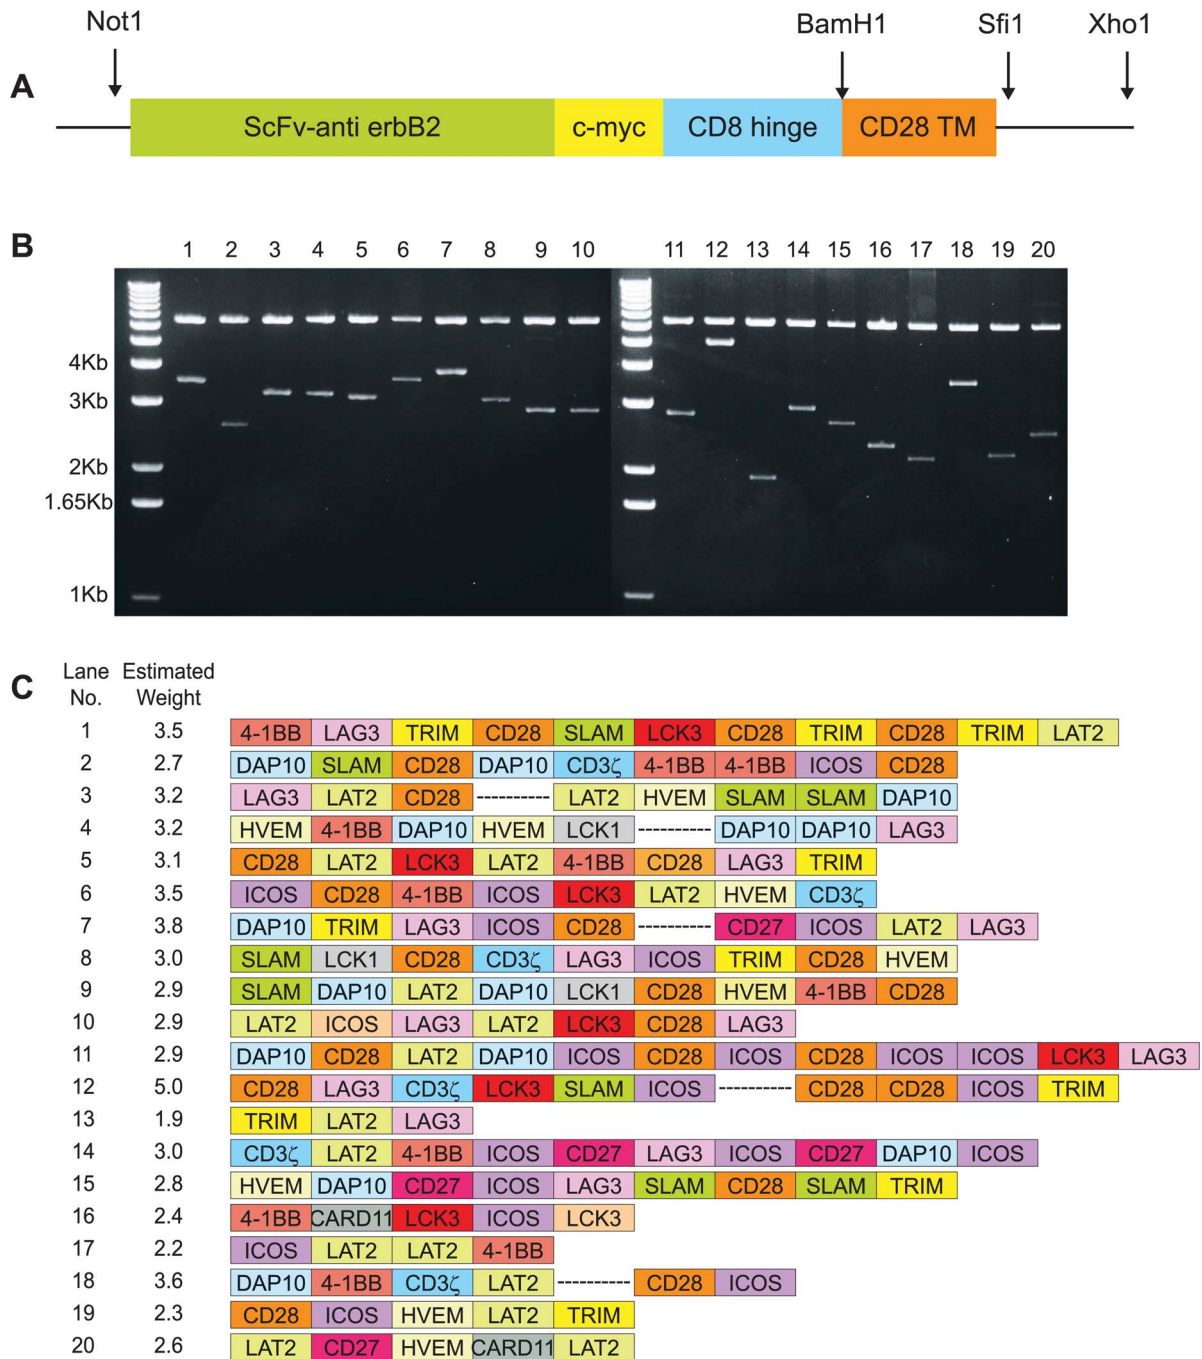 Not1 BamH1 Sfi1 Xho1
A
ScFv-anti erbB2 c-myc CD8 hinge CD28 TM
B
1 2 3 4 5 6 7 8 9 10 11 12 13 14 15 16 17 18 19 20
4Kb
3Kb
2Kb
1.65Kb
1Kb
C
Lane Estimated
No. Weight
1 3.5 4-1BB LAG3 TRIM CD28 SLAM LCK3 CD28 TRIM CD28 TRIM LAT2
2 2.7 DAP10 SLAM CD28 DAP10 CD3ζ 4-1BB 4-1BB ICOS CD28
3 3.2 LAG3 LAT2 CD28 ---------- LAT2 HVEM SLAM SLAM DAP10
4 3.2 HVEM 4-1BB DAP10 HVEM LCK1 ---------- DAP10 DAP10 LAG3
5 3.1 CD28 LAT2 LCK3 LAT2 4-1BB CD28 LAG3 TRIM
6 3.5 ICOS CD28 4-1BB ICOS LCK3 LAT2 HVEM CD3ζ
7 3.8 DAP10 TRIM LAG3 ICOS CD28 ---------- CD27 ICOS LAT2 LAG3
8 3.0 SLAM LCK1 CD28 CD3ζ LAG3 ICOS TRIM CD28 HVEM
9 2.9 SLAM DAP10 LAT2 DAP10 LCK1 CD28 HVEM 4-1BB CD28
10 2.9 LAT2 ICOS LAG3 LAT2 LCK3 CD28 LAG3
11 2.9 DAP10 CD28 LAT2 DAP10 ICOS CD28 ICOS CD28 ICOS ICOS LCK3 LAG3
12 5.0 CD28 LAG3 CD3ζ LCK3 SLAM ICOS ---------- CD28 CD28 ICOS TRIM
13 1.9 TRIM LAT2 LAG3
14 3.0 CD3ζ LAT2 4-1BB ICOS CD27 LAG3 ICOS CD27 DAP10 ICOS
15 2.8 HVEM DAP10 CD27 ICOS LAG3 SLAM CD28 SLAM TRIM
16 2.4 4-1BB CARD11 LCK3 ICOS LCK3
17 2.2 ICOS LAT2 LAT2 4-1BB
18 3.6 DAP10 4-1BB CD3ζ LAT2 ---------- CD28 ICOS
19 2.3 CD28 ICOS HVEM LAT2 TRIM
20 2.6 LAT2 CD27 HVEM CARD11 LAT2